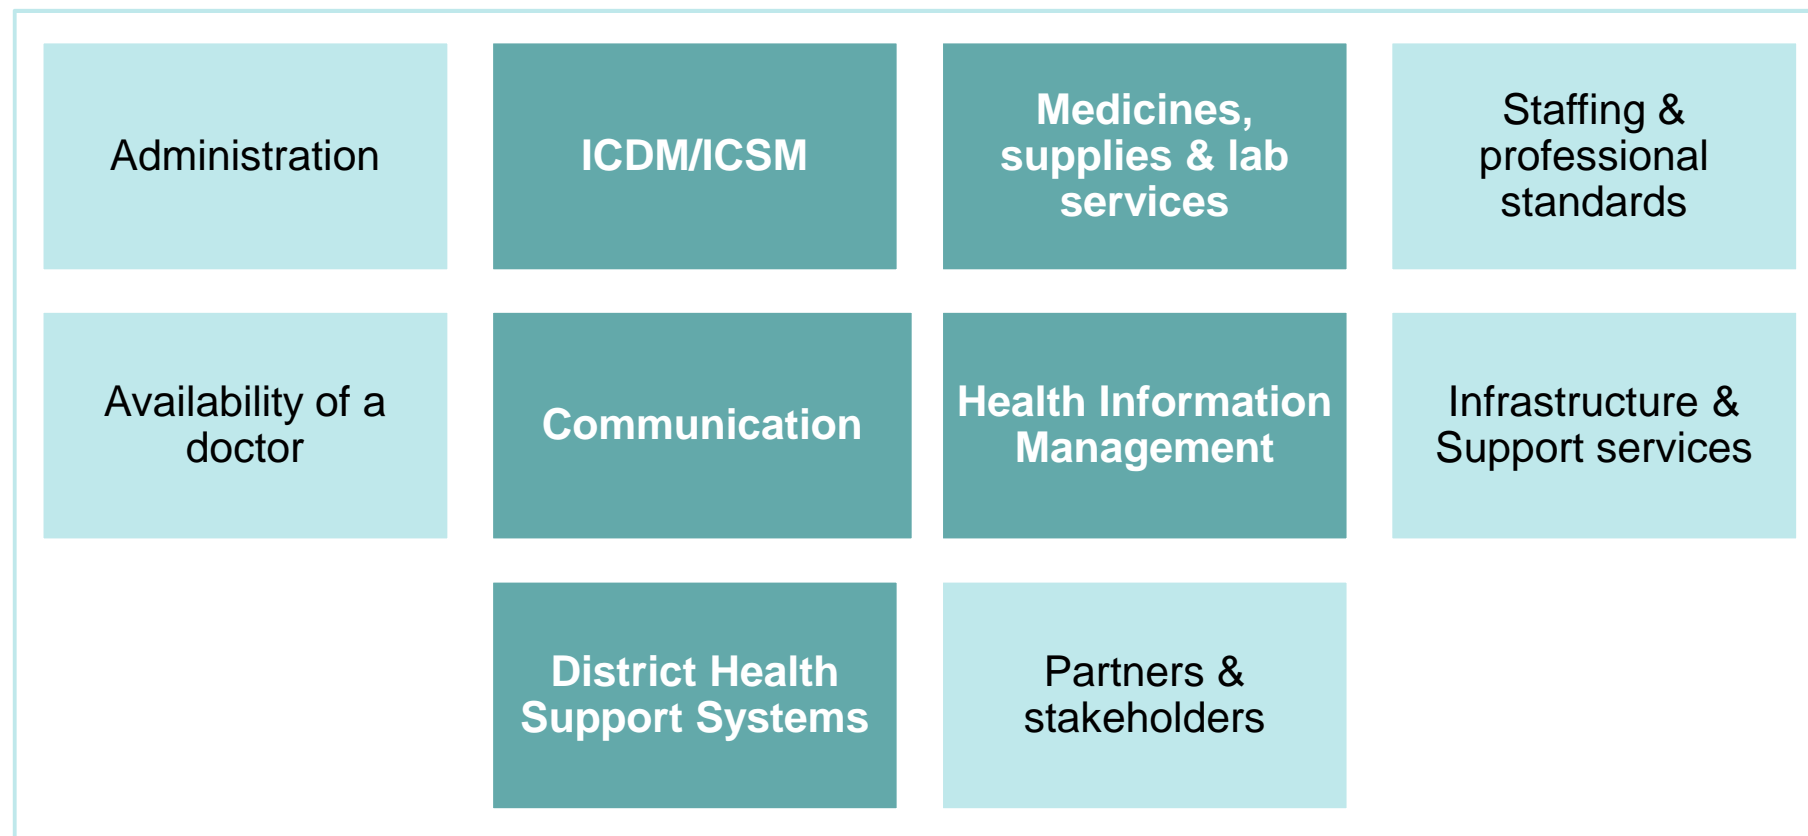 Administration
ICDM/ICSM
Medicines,
supplies & lab
services
Staffing &
professional
standards
Availability of a
doctor
Communication
Health Information
Management
Infrastructure &
Support services
District Health
Support Systems
Partners &
stakeholders